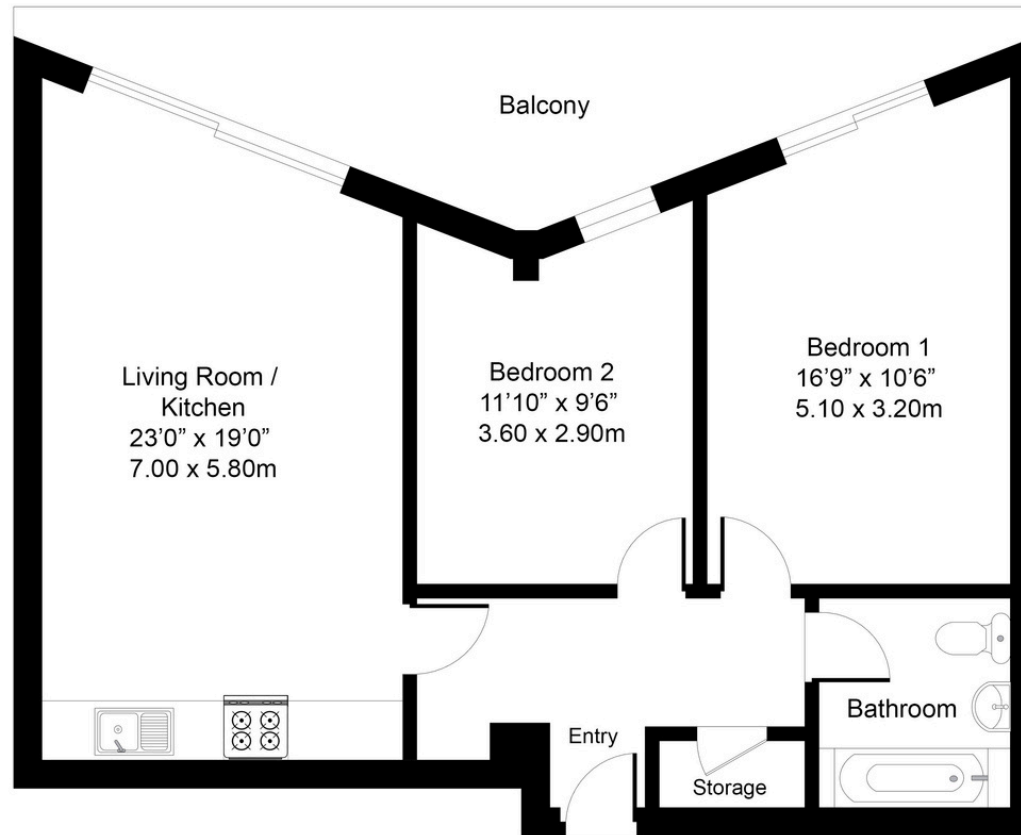 Balcony
Living Room /
Kitchen
23’0” x 19’0”
7.00 x 5.80m
Bedroom 2
11’10” x 9’6”
3.60 x 2.90m
Bedroom 1
16’9” x 10’6”
5.10 x 3.20m
Entry
Storage
Bathroom